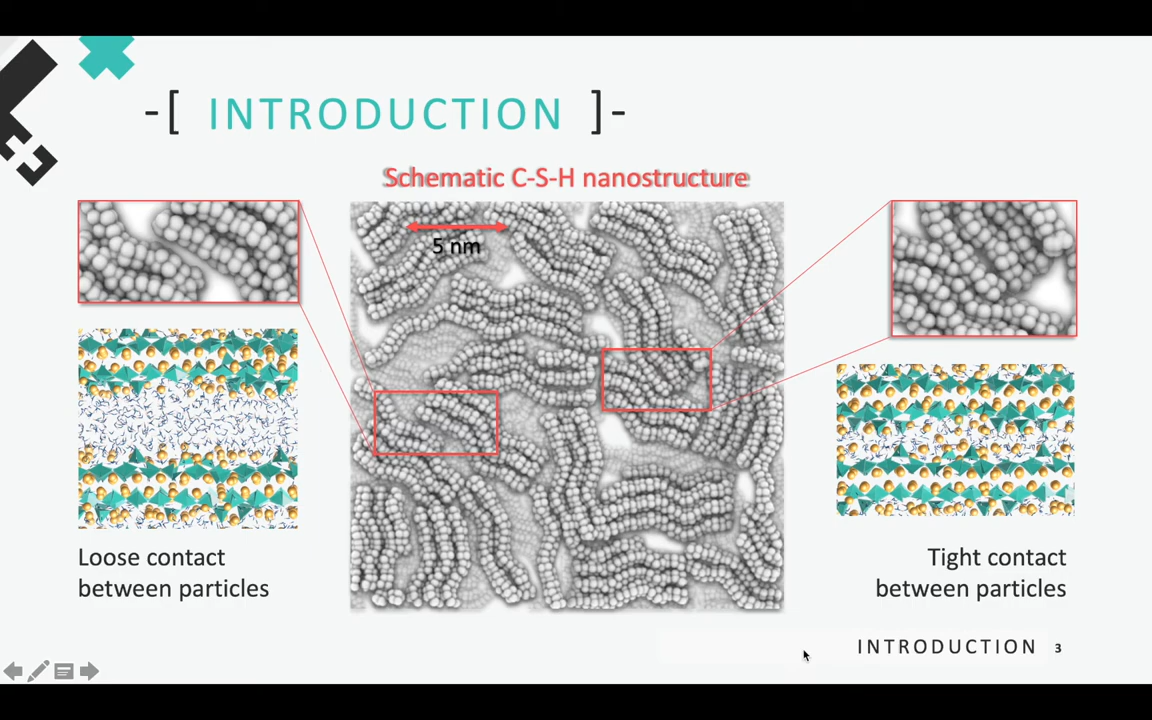 -[ INTRODUCTION ]-
Schematic C-S-H nanostructure
5 nm
Loose contact
between particles
Tight contact
between particles
INTRODUCTION 3